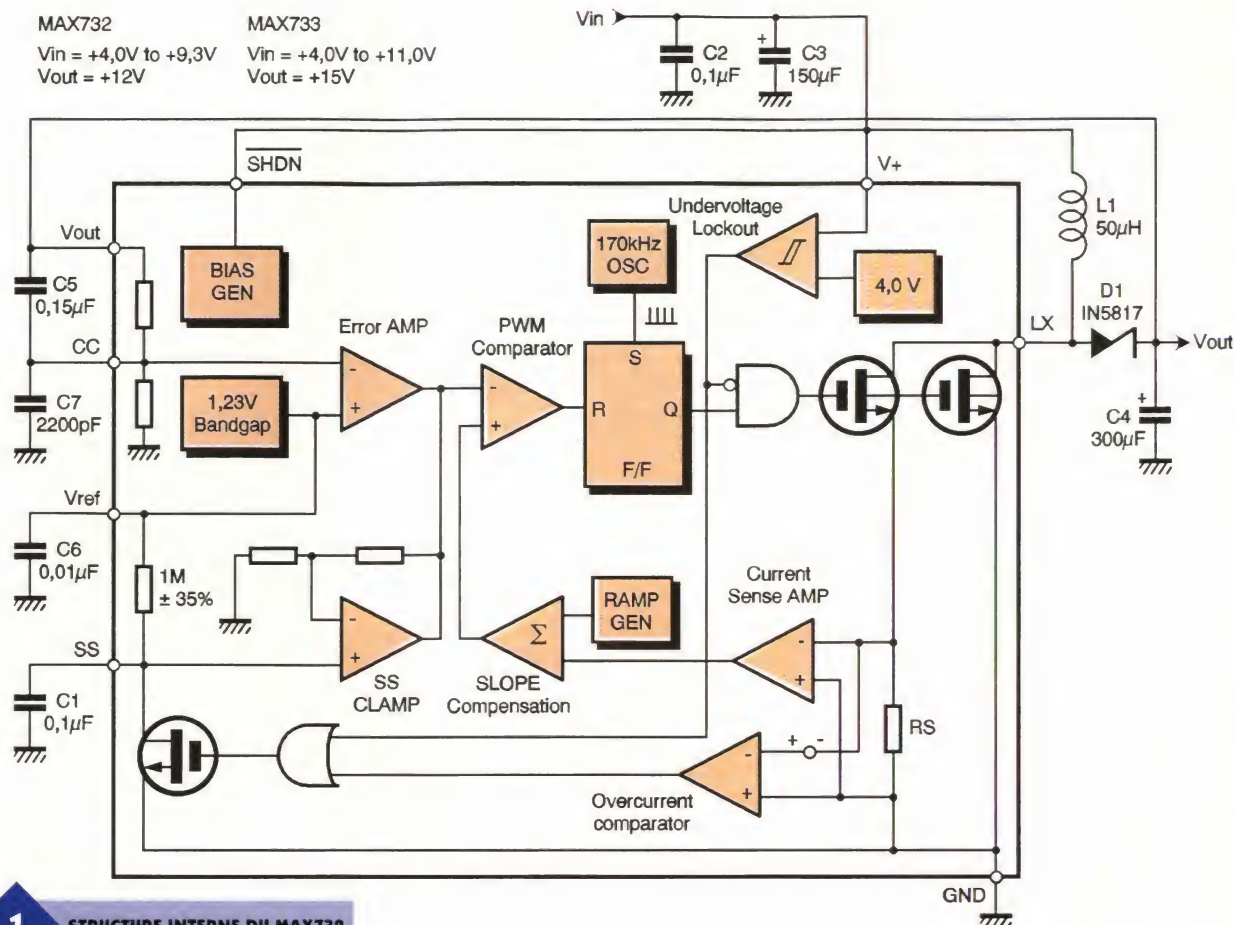 MAX732
Vin = +4,0V to +9,3V
Vout = +12V
MAX733
Vin = +4,0V to +11,0V
Vout = +15V
Vin
C2
0,1µF
+
C3
150µF
SHDN
V+
Undervoltage
Lockout
L1
50µH
Vout
BIAS
GEN
170kHz
OSC
4,0 V
C5
0,15µF
Error AMP
PWM
Comparator
D1
IN5817
LX
Vout
CC
-
+
-
+
S
R
Q
F/F
1,23V
Bandgap
C7
2200pF
+
C4
300µF
Vref
C6
0,01µF
1M
± 35%
RAMP
GEN
Current
Sense AMP
-
+
Σ
-
+
SS
SS
CLAMP
SLOPE
Compensation
RS
C1
0,1µF
+ -
-
+
Overcurrent
comparator
GND
1